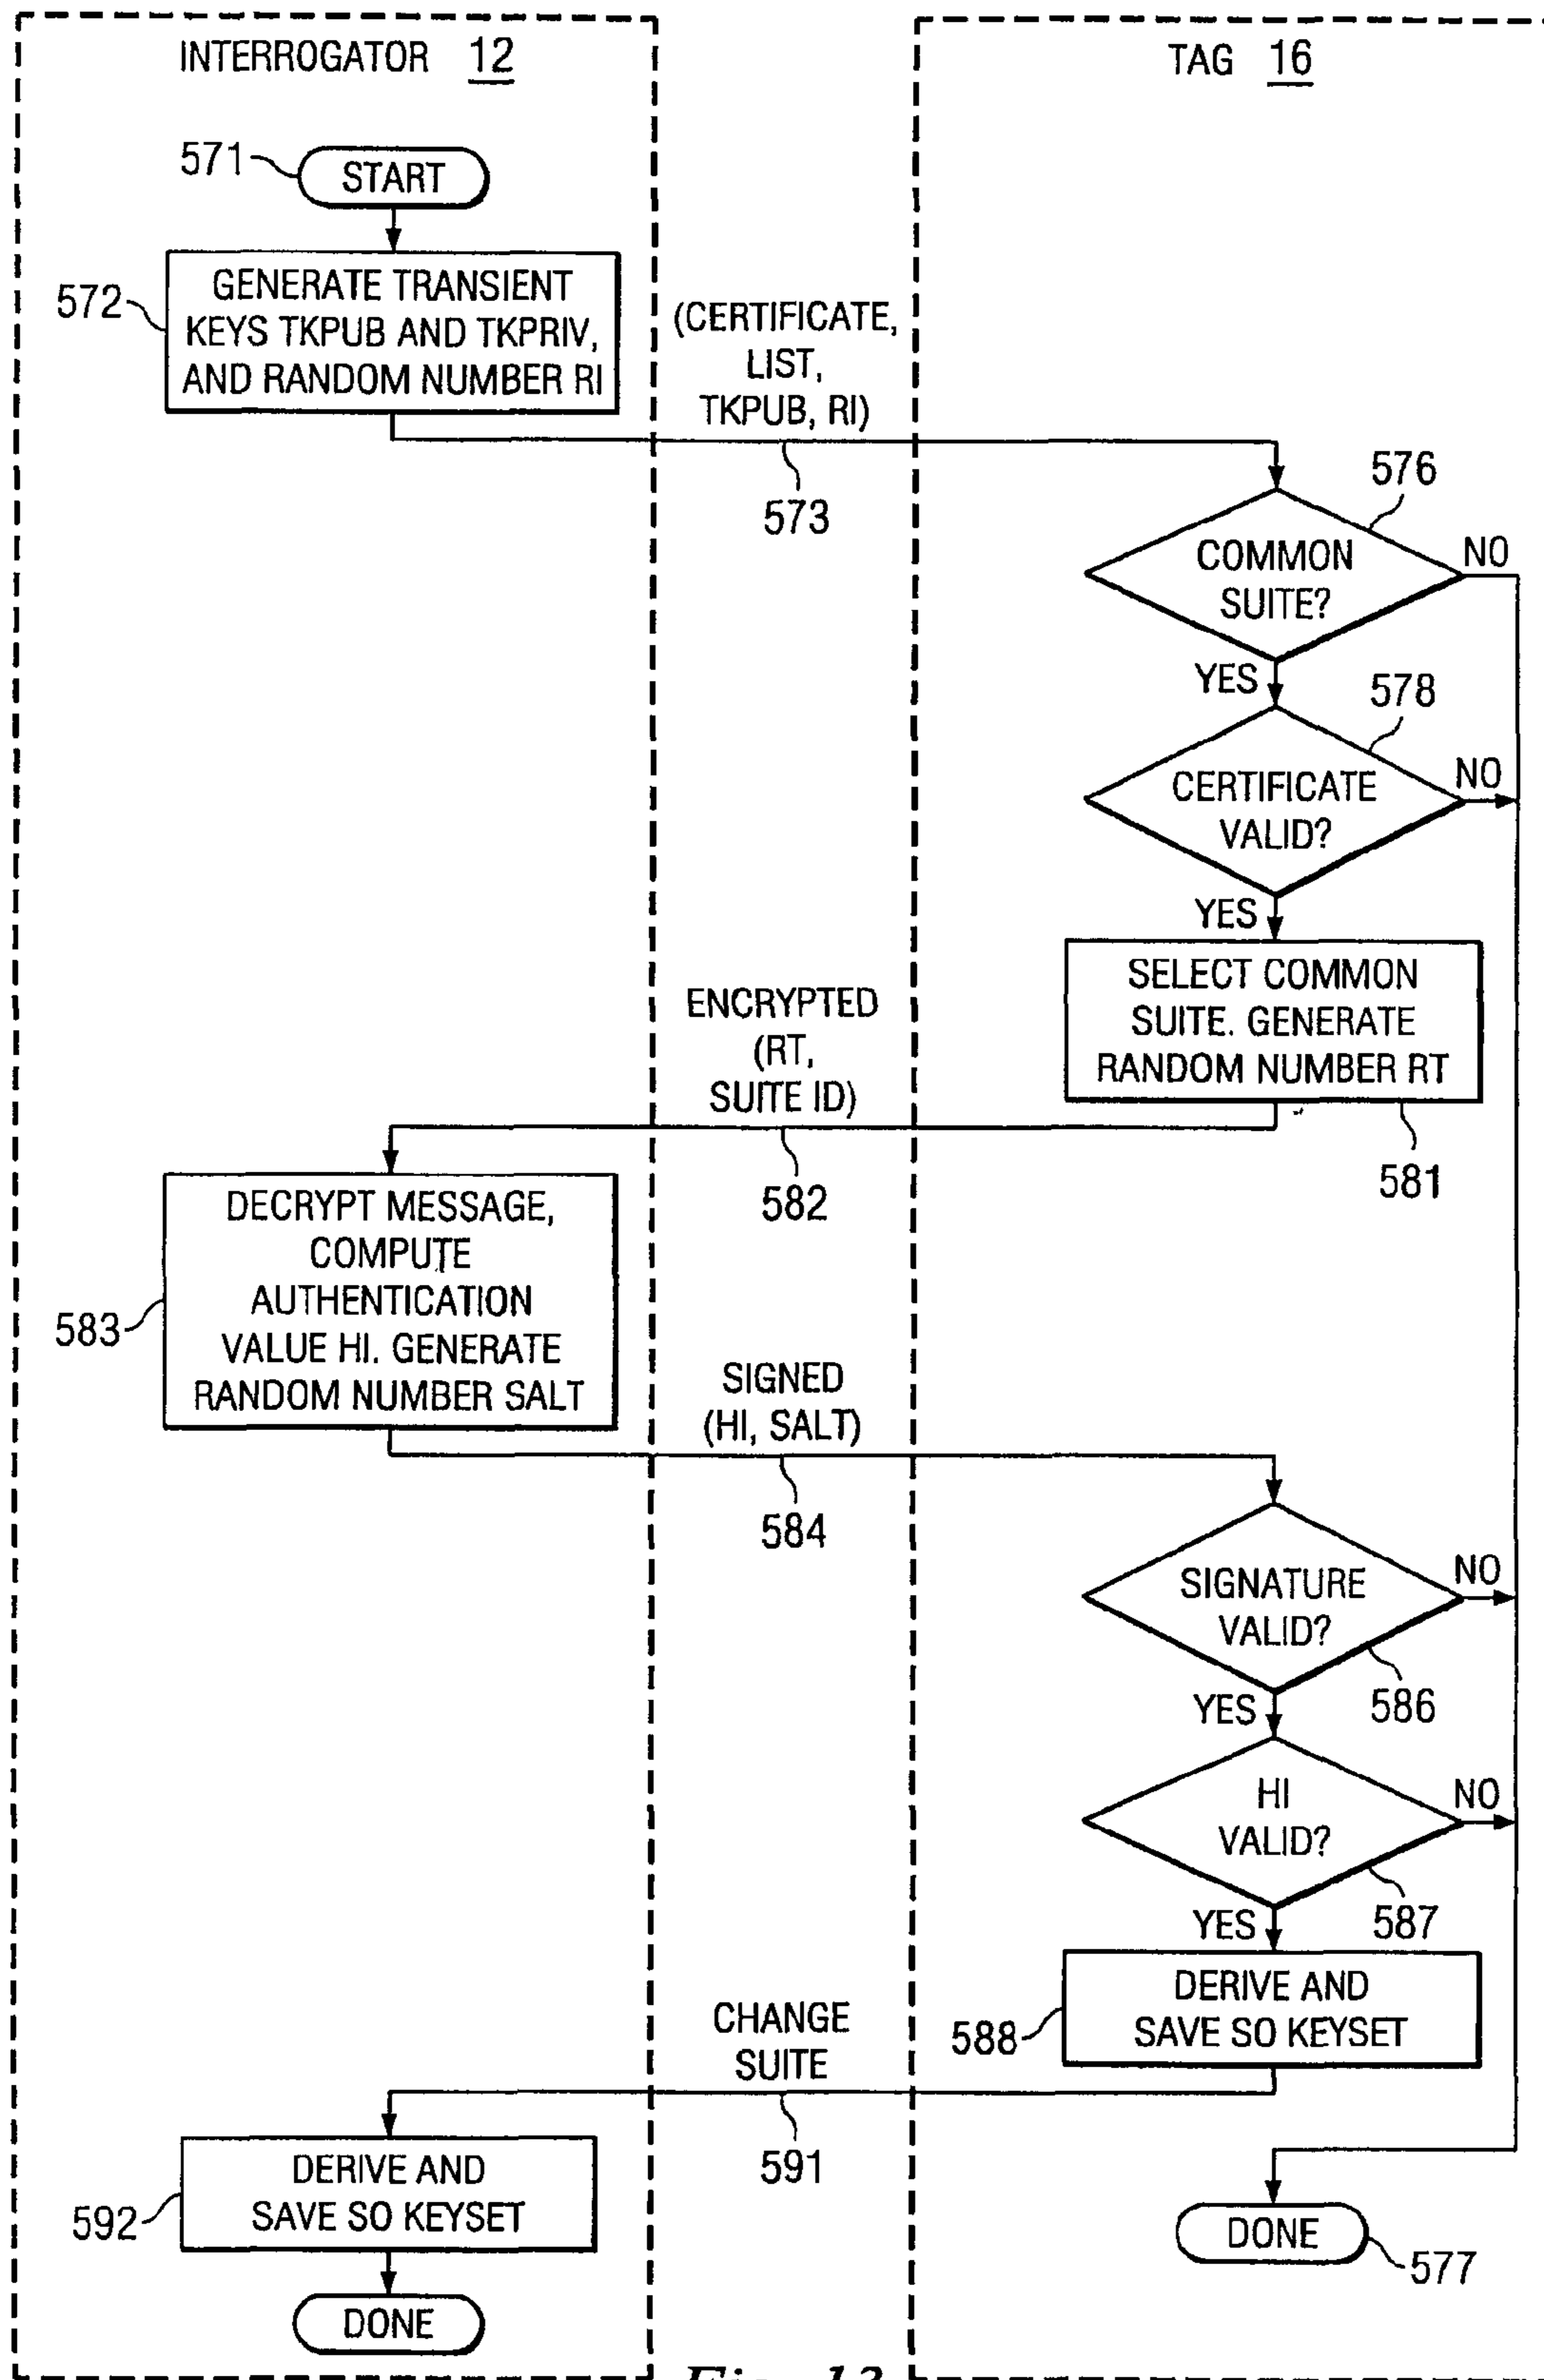 INTERROGATOR 12
TAG 16
571
START
572
GENERATE TRANSIENT
KEYS TKPUB AND TKPRIV,
AND RANDOM NUMBER RI
(CERTIFICATE,
LIST,
TKPUB, RI)
573
576
COMMON
SUITE?
NO
YES
578
CERTIFICATE
VALID?
NO
YES
SELECT COMMON
SUITE. GENERATE
RANDOM NUMBER RT
581
ENCRYPTED
(RT,
SUITE ID)
582
583
DECRYPT MESSAGE,
COMPUTE
AUTHENTICATION
VALUE HI. GENERATE
RANDOM NUMBER SALT
SIGNED
(HI, SALT)
584
SIGNATURE
VALID?
NO
586
YES
HI
VALID?
NO
587
YES
588
DERIVE AND
SAVE SO KEYSET
CHANGE
SUITE
591
592
DERIVE AND
SAVE SO KEYSET
DONE
577
DONE
Fig. 13